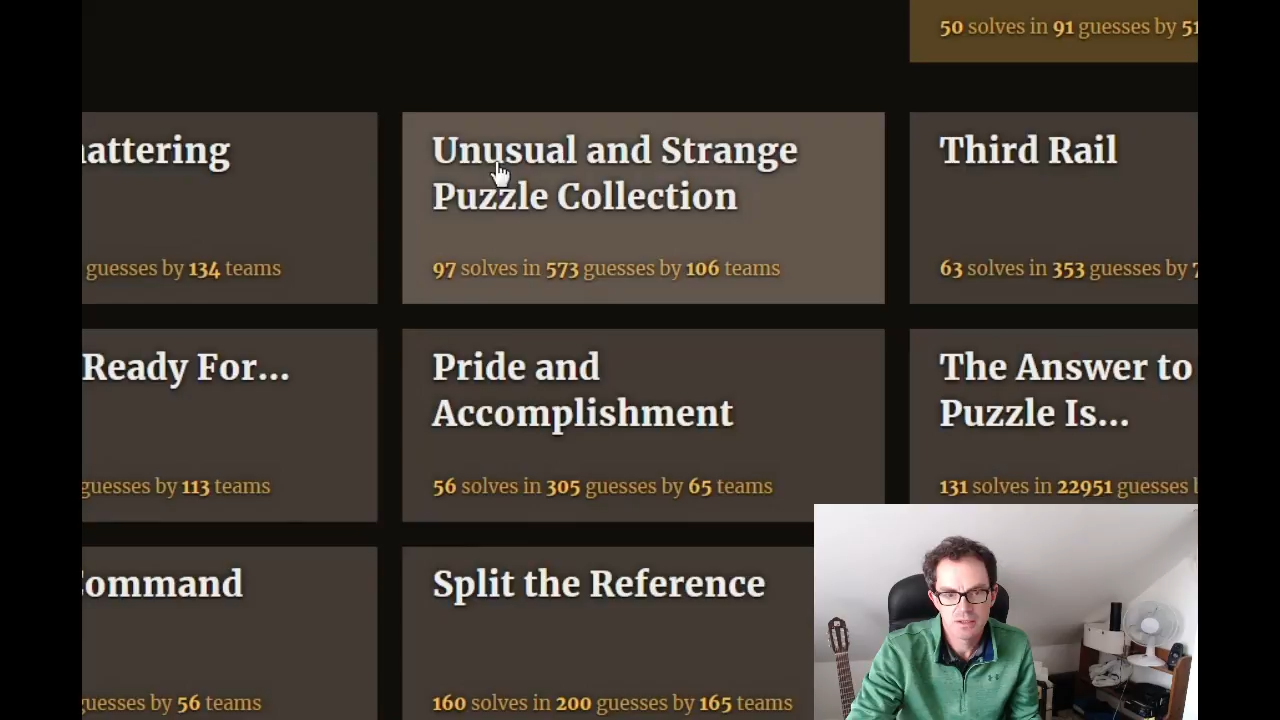 50 solves in 91 guesses by 51
hattering
Unusual and Strange
Puzzle Collection
Third Rail
guesses by 134 teams
97 solves in 573 guesses by 106 teams
63 solves in 353 guesses by
Ready For...
Pride and
Accomplishment
The Answer to
Puzzle Is...
guesses by 113 teams
56 solves in 305 guesses by 65 teams
131 solves in 22951 guesses
Command
Split the Reference
guesses by 56 teams
160 solves in 200 guesses by 165 teams